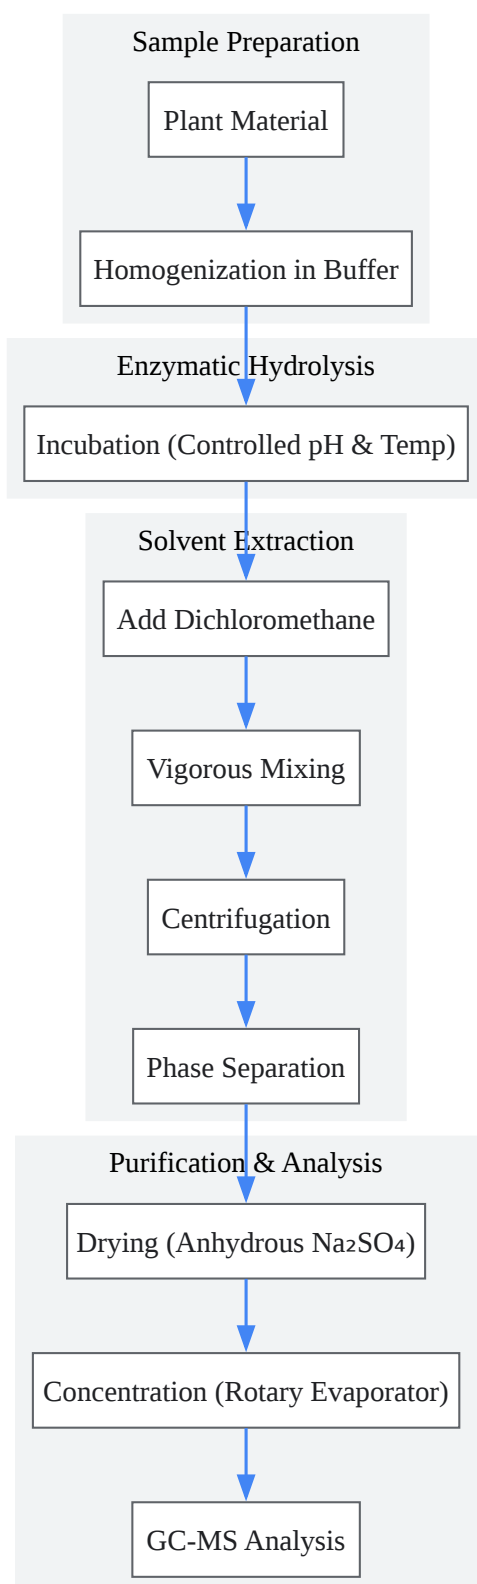 Sample Preparation
Plant Material
Homogenization in Buffer
Enzymatic Hydrolysis
Incubation (Controlled pH & Temp)
Solvent Extraction
Add Dichloromethane
Vigorous Mixing
Centrifugation
Phase Separation
Purification & Analysis
Drying (Anhydrous Na₂SO₄)
Concentration (Rotary Evaporator)
GC-MS Analysis